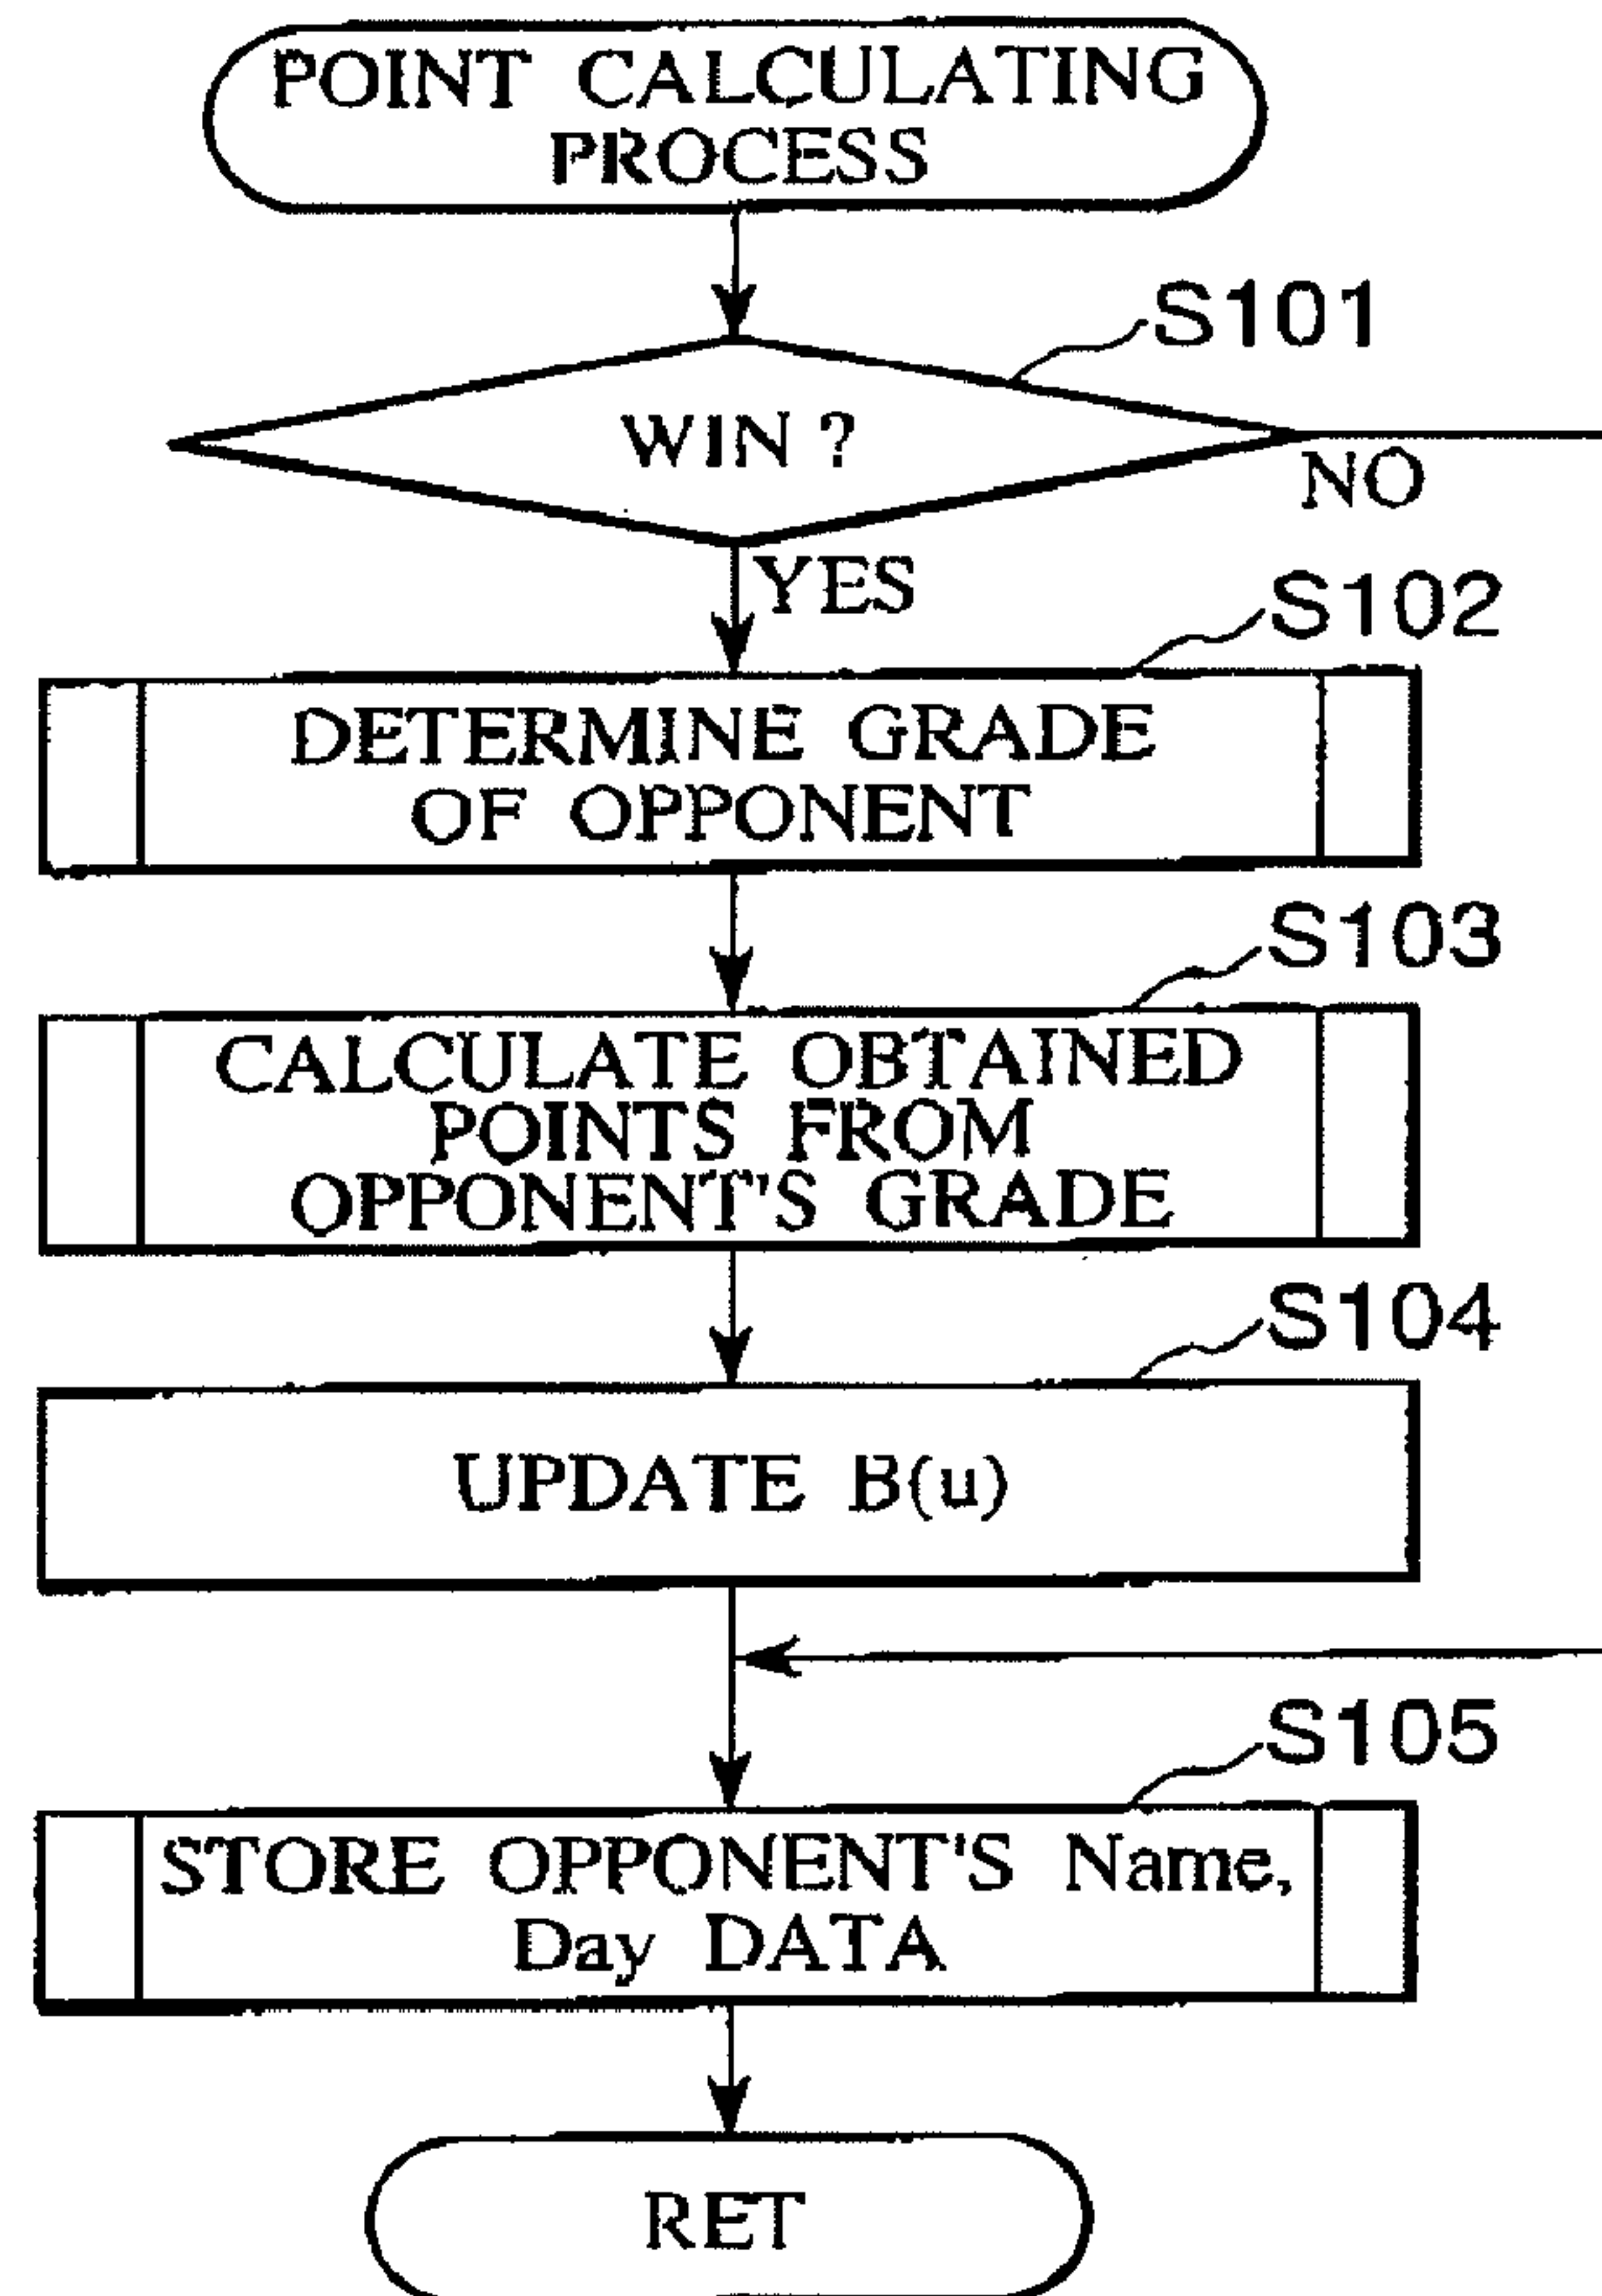 POINT CALCULATING
PROCESS
S101
WIN ?
NO
YES
S102
DETERMINE GRADE
OF OPPONENT
S103
CALCULATE OBTAINED
POINTS FROM
OPPONENT'S GRADE
S104
UPDATE B(u)
S105
STORE OPPONENT'S Name,
Day DATA
RET